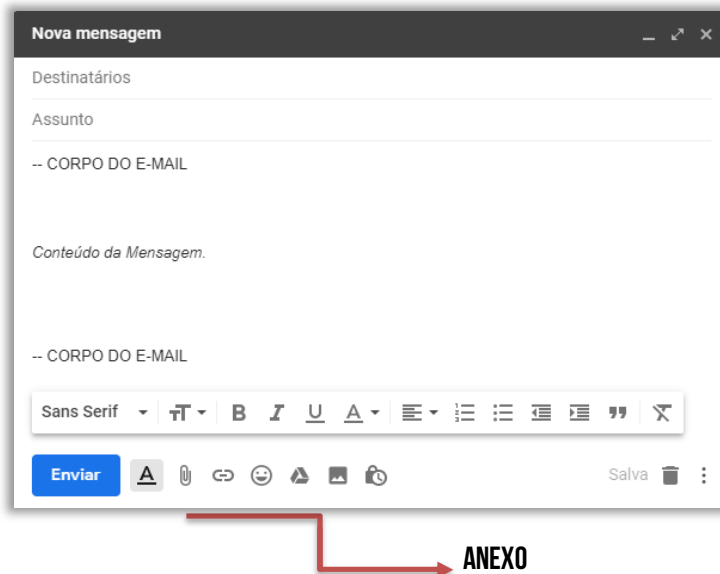 Nova mensagem
Destinatários
Assunto
-- CORPO DO E-MAIL
Conteúdo da Mensagem.
-- CORPO DO E-MAIL
Sans Serif B I U A
Enviar A Salva
ANEXO